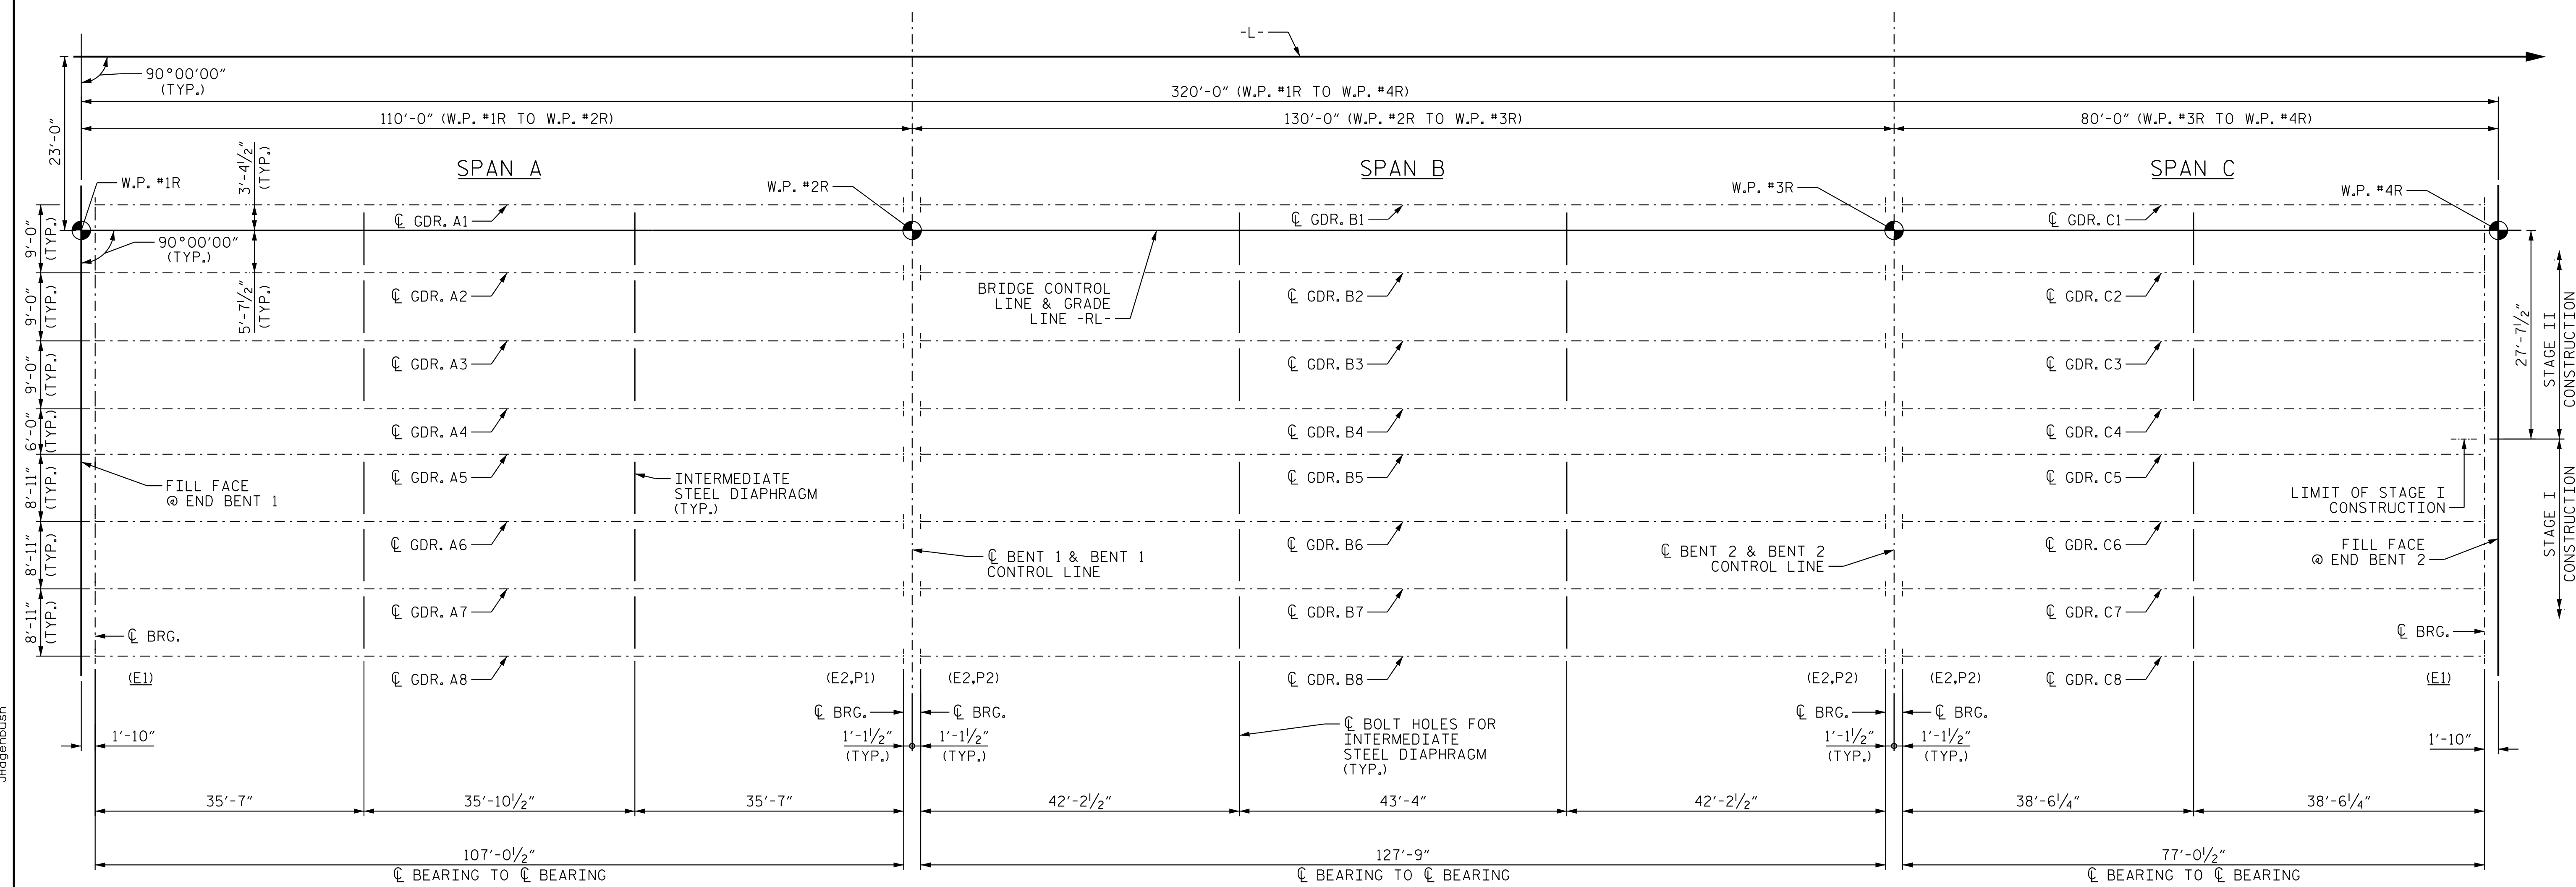 -L-
90°00'00"
(TYP.)
320'-0" (W.P. #1R TO W.P. #4R)
110'-0" (W.P. #1R TO W.P. #2R)
130'-0" (W.P. #2R TO W.P. #3R)
80'-0" (W.P. #3R TO W.P. #4R)
23'-0"
3'-4½"
(TYP.)
SPAN A
SPAN B
SPAN C
W.P. #1R
W.P. #2R
W.P. #3R
W.P. #4R
90°00'00"
(TYP.)
5'-7½"
(TYP.)
9'-0"
(TYP.)
9'-0"
(TYP.)
9'-0"
(TYP.)
6'-0"
(TYP.)
8'-11"
(TYP.)
8'-11"
(TYP.)
8'-11"
(TYP.)
℄ GDR. A1
℄ GDR. B1
℄ GDR. C1
℄ GDR. A2
℄ GDR. B2
℄ GDR. C2
BRIDGE CONTROL
LINE & GRADE
LINE -RL-
℄ GDR. A3
℄ GDR. B3
℄ GDR. C3
℄ GDR. A4
℄ GDR. B4
℄ GDR. C4
℄ GDR. A5
℄ GDR. B5
℄ GDR. C5
27'-7½"
STAGE II
CONSTRUCTION
STAGE I
CONSTRUCTION
FILL FACE
@ END BENT 1
INTERMEDIATE
STEEL DIAPHRAGM
(TYP.)
LIMIT OF STAGE I
CONSTRUCTION
℄ GDR. A6
℄ GDR. B6
℄ GDR. C6
℄ BENT 1 & BENT 1
CONTROL LINE
℄ BENT 2 & BENT 2
CONTROL LINE
FILL FACE
@ END BENT 2
℄ GDR. A7
℄ GDR. B7
℄ GDR. C7
℄ BRG.
℄ BRG.
(E1)
℄ GDR. A8
(E2,P1)
(E2,P2)
℄ GDR. B8
(E2,P2)
(E2,P2)
℄ GDR. C8
(E1)
℄ BRG.
℄ BRG.
℄ BOLT HOLES FOR
INTERMEDIATE
STEEL DIAPHRAGM
(TYP.)
℄ BRG.
℄ BRG.
1'-10"
1'-1½"
(TYP.)
1'-1½"
(TYP.)
1'-1½"
(TYP.)
1'-1½"
(TYP.)
1'-10"
JHagenbush
35'-7"
35'-10½"
35'-7"
42'-2½"
43'-4"
42'-2½"
38'-6¼"
38'-6¼"
107'-0½"
℄ BEARING TO ℄ BEARING
127'-9"
℄ BEARING TO ℄ BEARING
77'-0½"
℄ BEARING TO ℄ BEARING